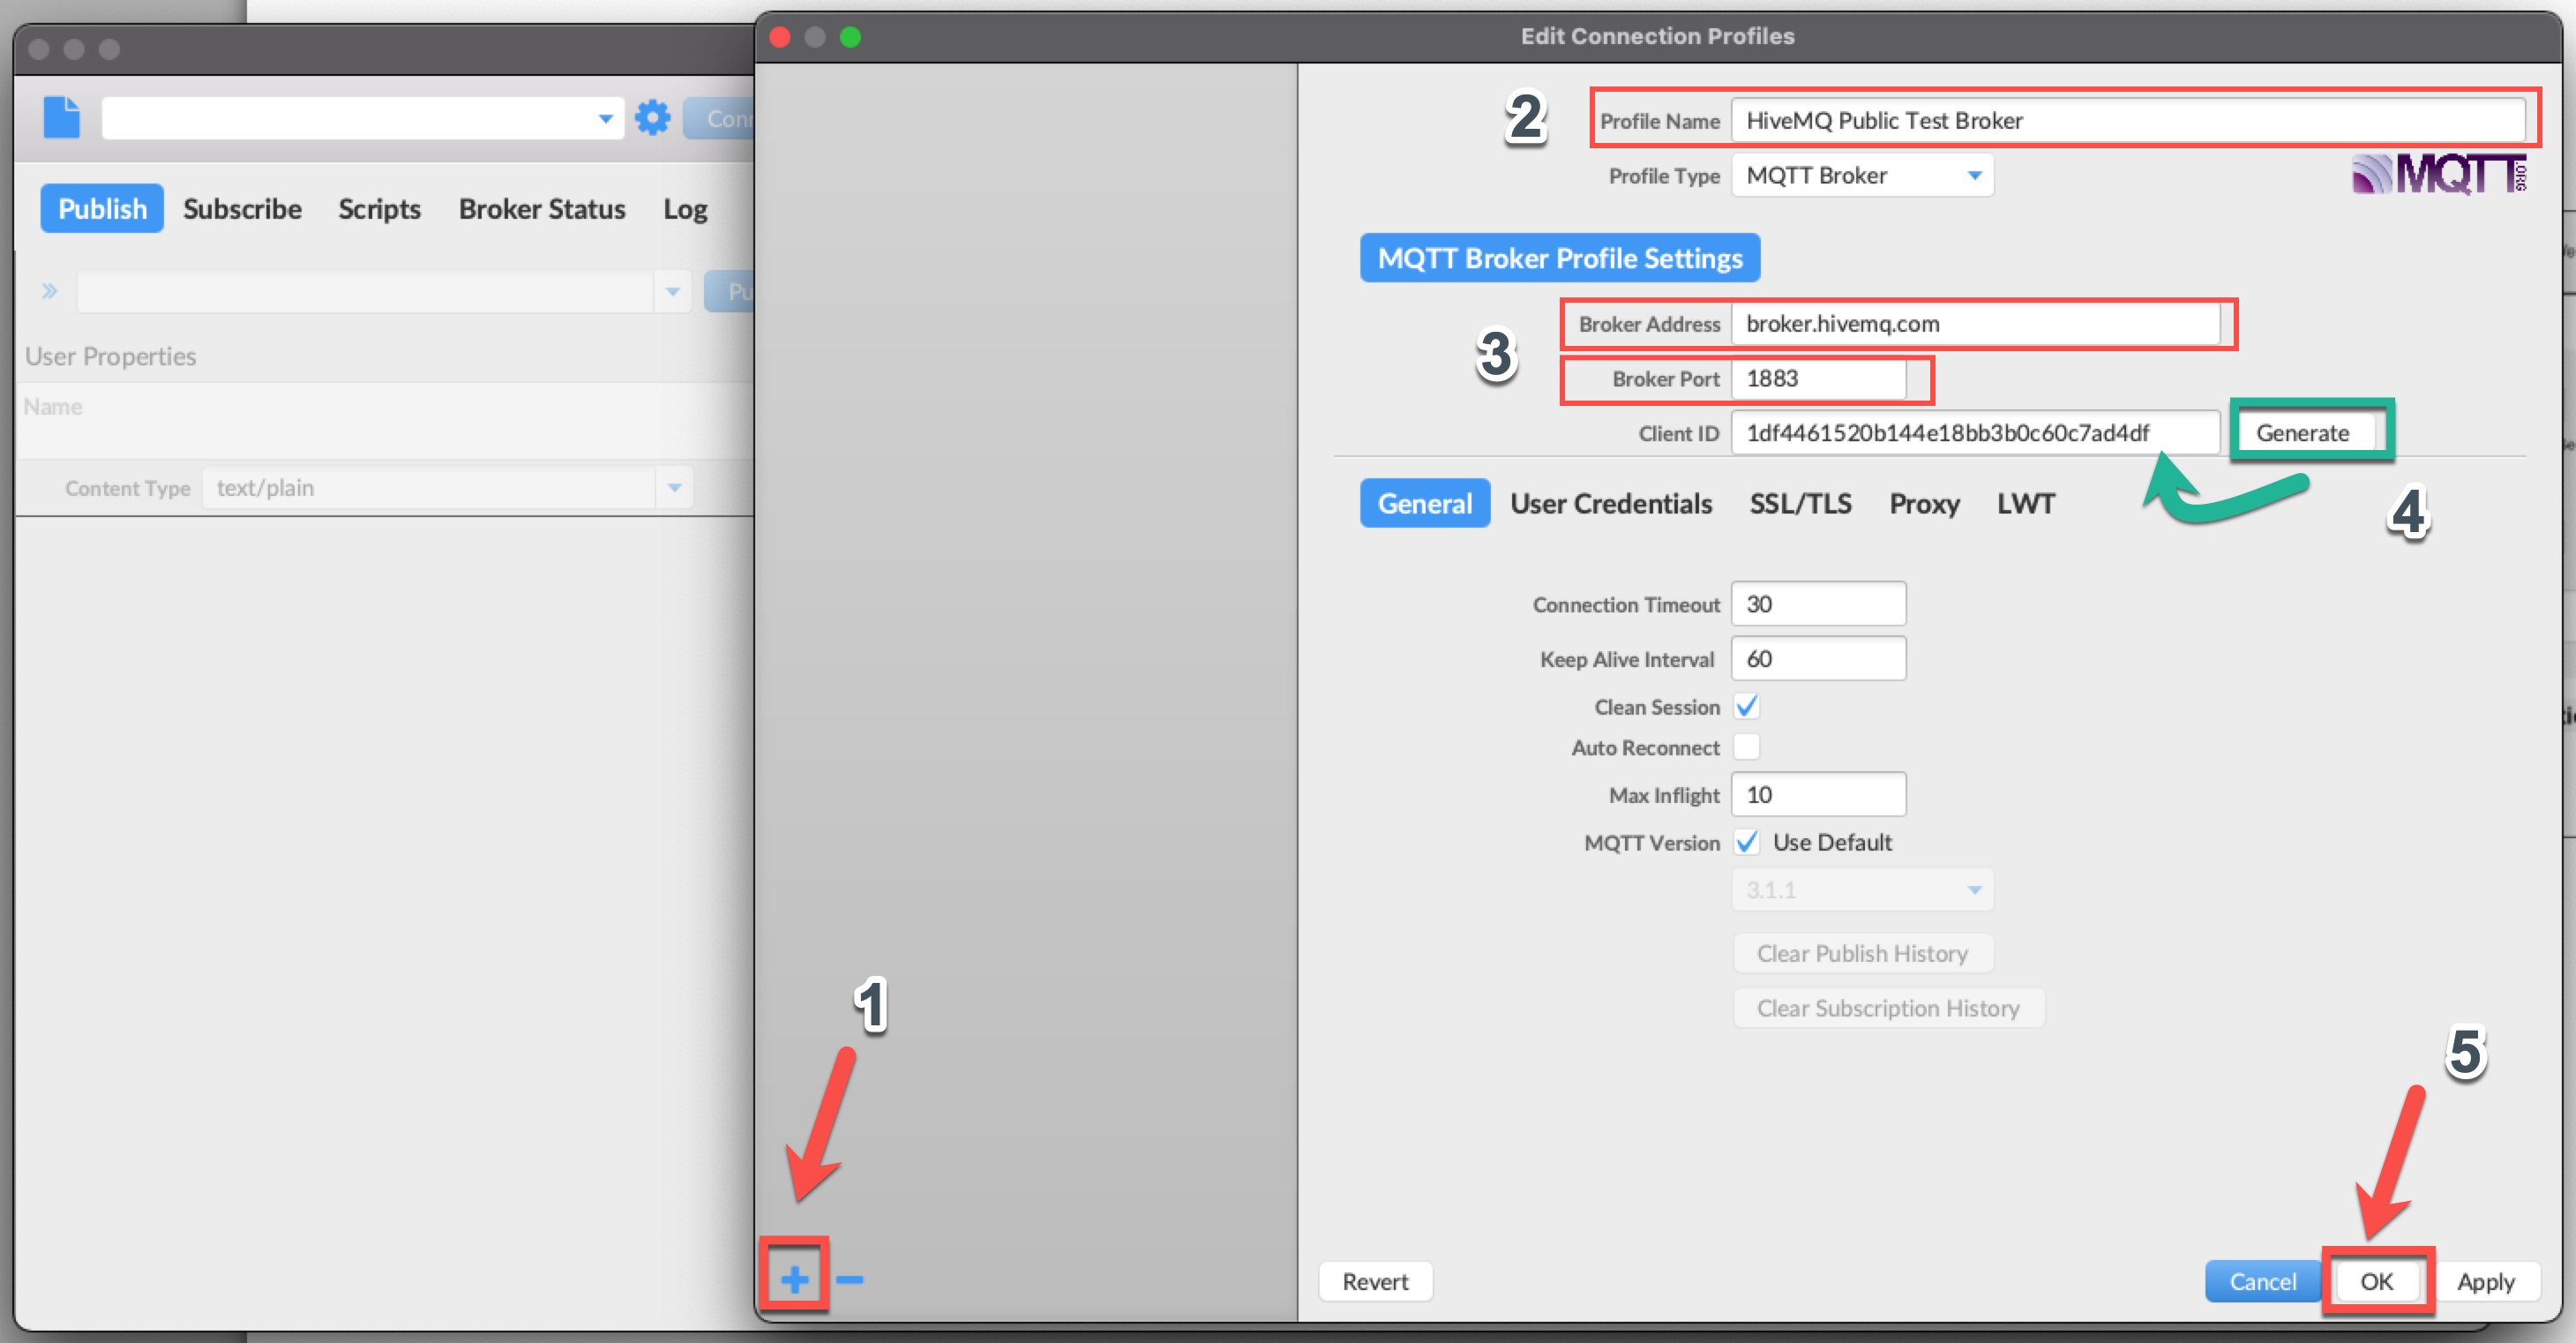 Edit Connection Profiles
Publish Subscribe Scripts Broker Status Log
User Properties
Name
Content Type text/plain
2
Profile Name HiveMQ Public Test Broker
Profile Type MQTT Broker
MQTT.ORG
MQTT Broker Profile Settings
3
Broker Address broker.hivemq.com
Broker Port 1883
Client ID 1df4461520b144e18bb3b0c60c7ad4df Generate
4
General User Credentials SSL/TLS Proxy LWT
Connection Timeout 30
Keep Alive Interval 60
Clean Session
Auto Reconnect
Max Inflight 10
MQTT Version Use Default
3.1.1
Clear Publish History
Clear Subscription History
1
5
Revert Cancel OK Apply